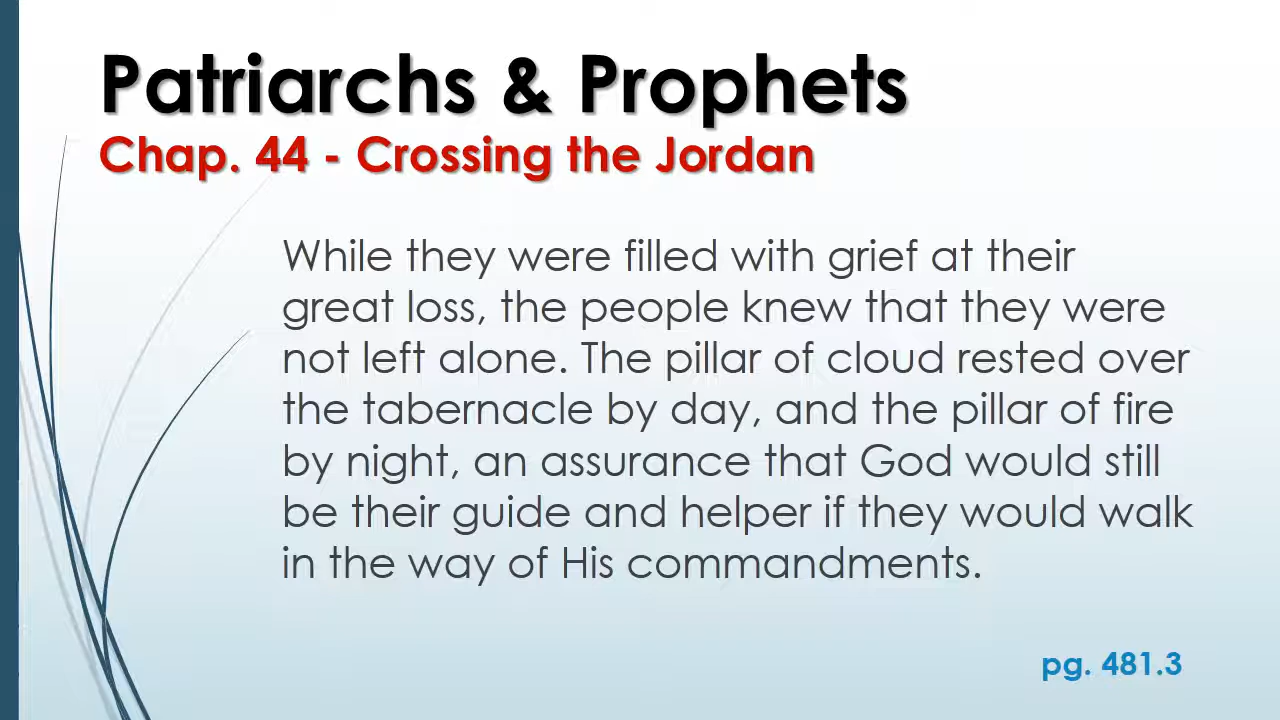 Patriarchs & Prophets
Chap. 44 - Crossing the Jordan
While they were filled with grief at their
great loss, the people knew that they were
not left alone. The pillar of cloud rested over
the tabernacle by day, and the pillar of fire
by night, an assurance that God would still
be their guide and helper if they would walk
in the way of His commandments.
pg. 481.3